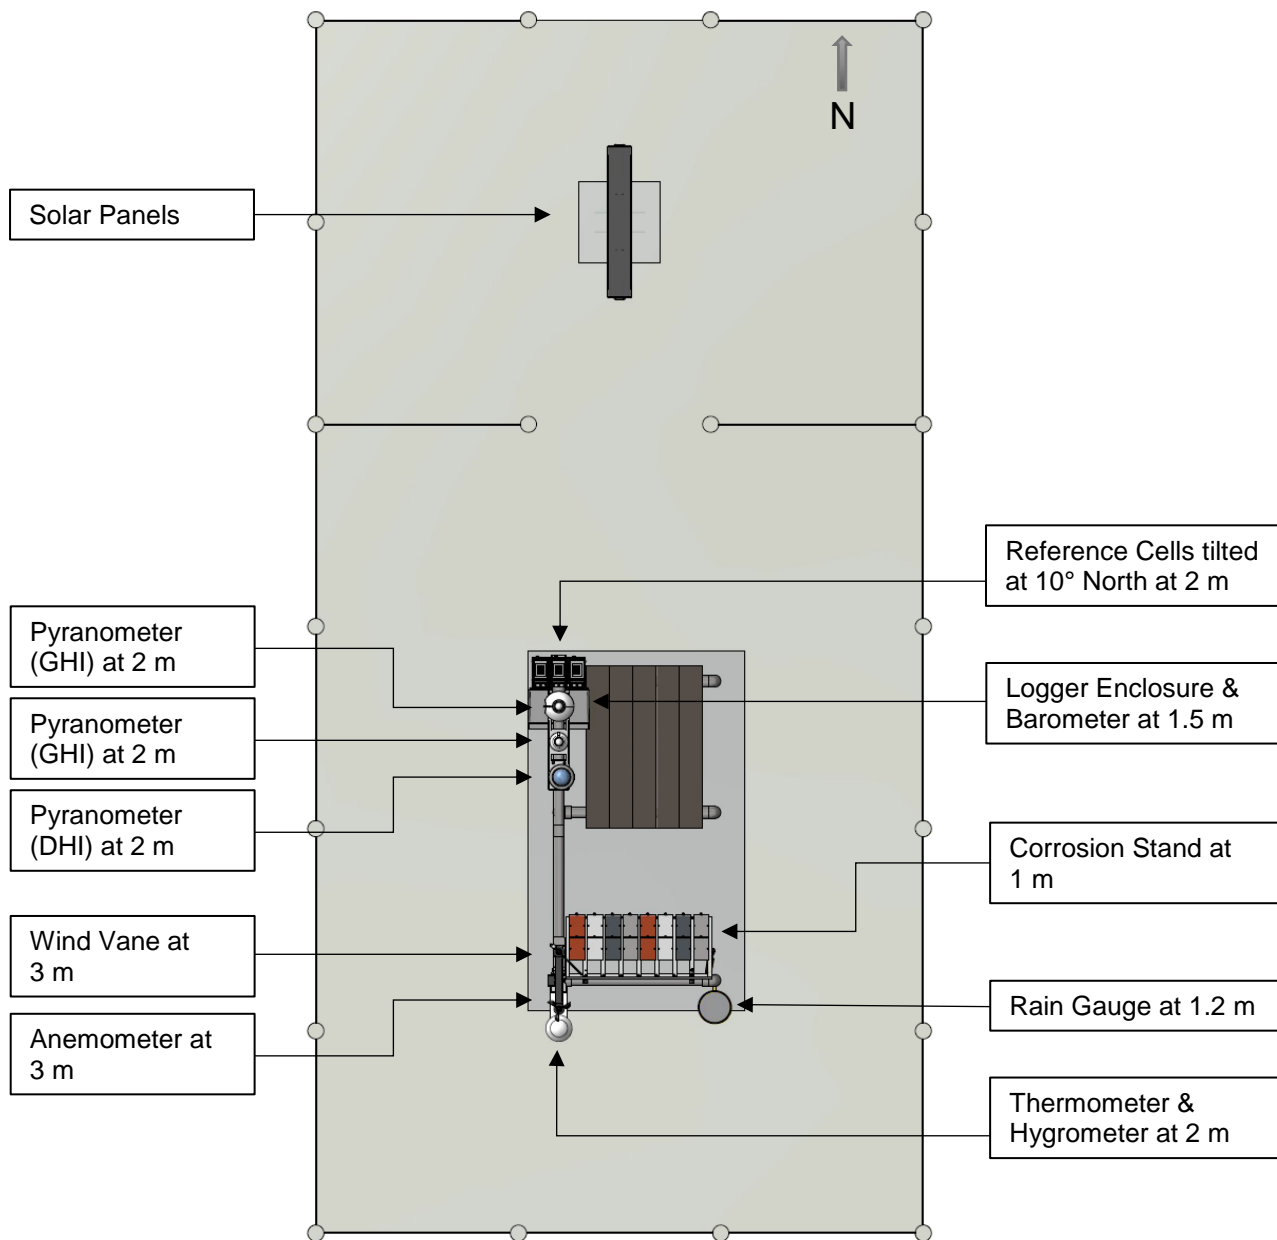 N
Solar Panels
Reference Cells tilted
at 10° North at 2 m
Pyranometer
(GHI) at 2 m
Logger Enclosure &
Barometer at 1.5 m
Pyranometer
(GHI) at 2 m
Pyranometer
(DHI) at 2 m
Corrosion Stand at
1 m
Wind Vane at
3 m
Rain Gauge at 1.2 m
Anemometer at
3 m
Thermometer &
Hygrometer at 2 m